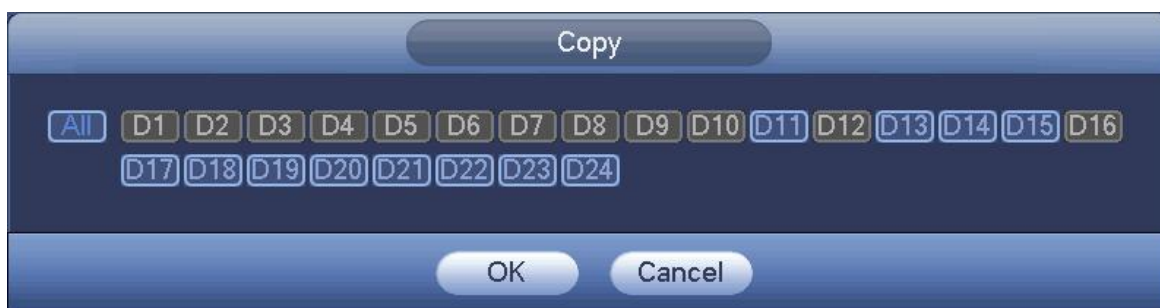 Copy
All D1 D2 D3 D4 D5 D6 D7 D8 D9 D10 D11 D12 D13 D14 D15 D16
D17 D18 D19 D20 D21 D22 D23 D24
OK Cancel